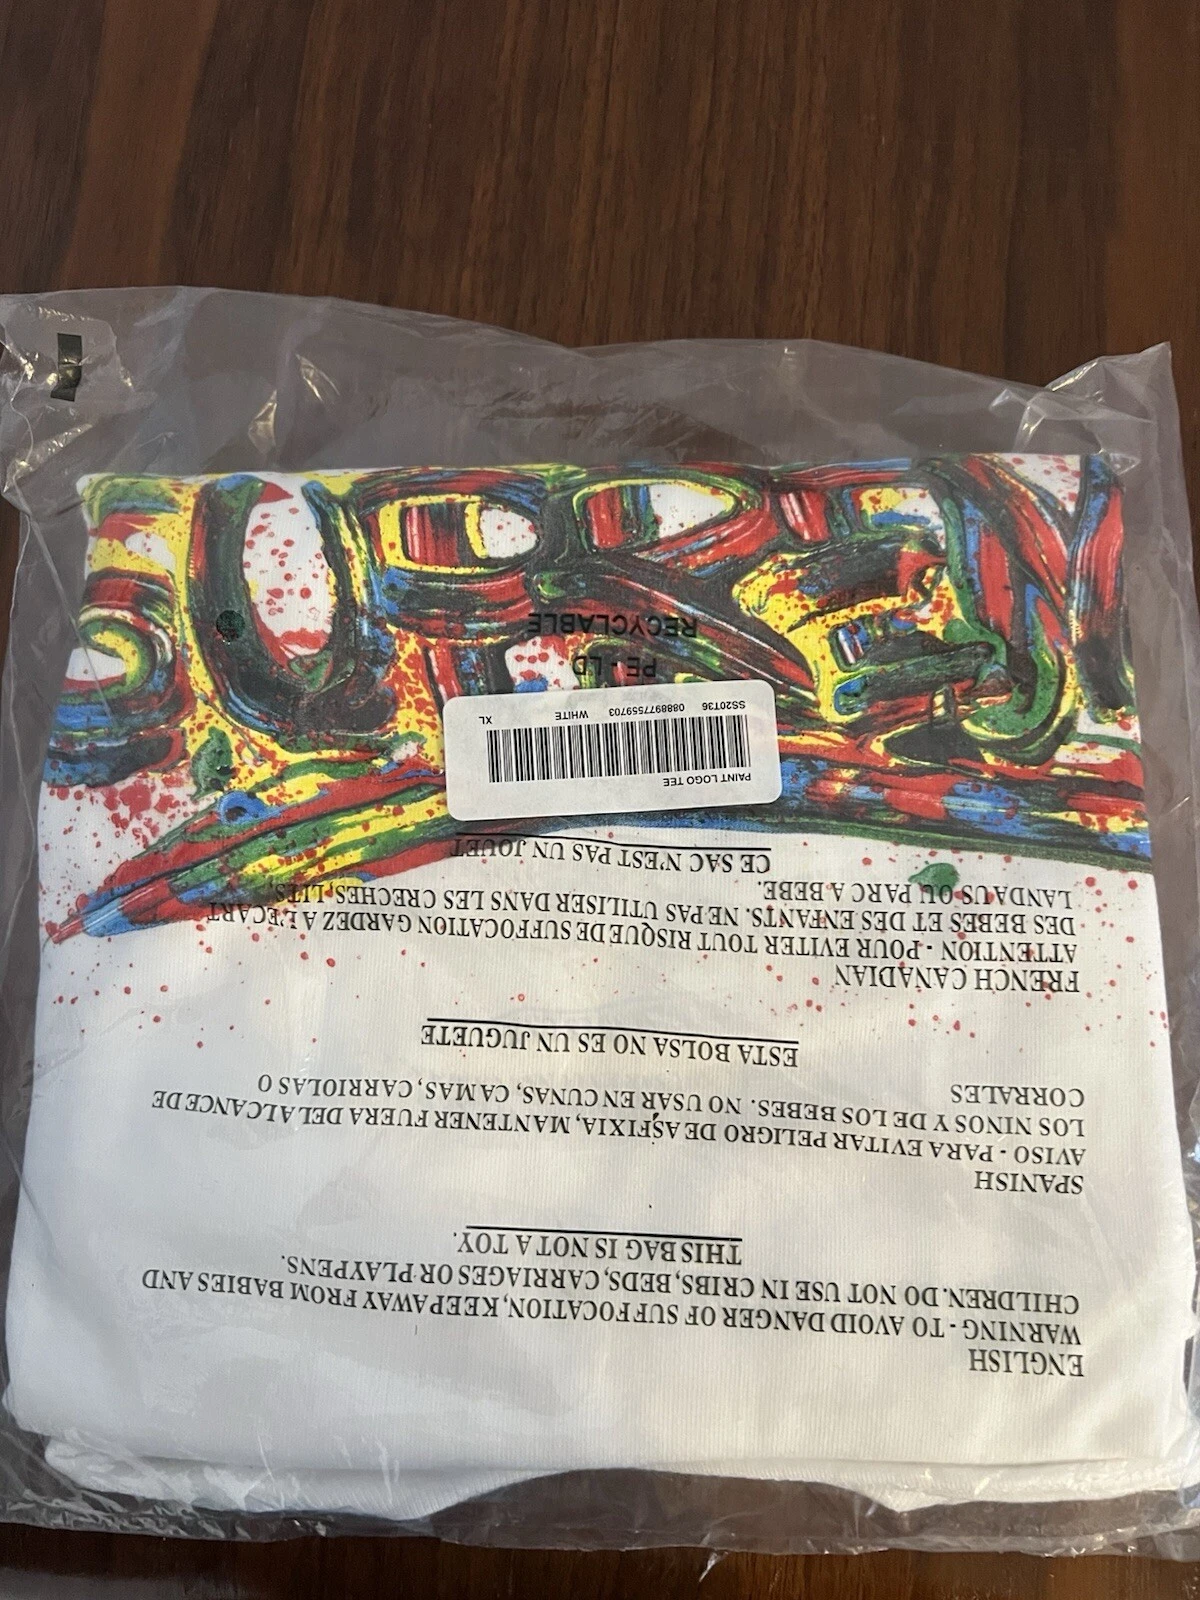 ENGLISH
WARNING - TO AVOID DANGER OF SUFFOCATION, KEEP AWAY FROM BABIES AND
CHILDREN. DO NOT USE IN CRIBS, BEDS, CARRIAGES OR PLAYPENS.
THIS BAG IS NOT A TOY.
SPANISH
AVISO - PARA EVITAR PELIGRO DE ASFIXIA, MANTENER FUERA DEL ALCANCE DE
LOS NINOS Y DE LOS BEBES. NO USAR EN CUNAS, CAMAS, CARRIOLAS O
CORRALES
ESTA BOLSA NO ES UN JUGUETE
FRENCH CANADIAN
ATTENTION - POUR EVITER TOUT RISQUE DE SUFFOCATION GARDEZ A L'ECART
DES BEBES ET DES ENFANTS. NE PAS UTILISER DANS LES CRECHES, LITS,
LANDAUS OU PARC A BEBE.
CE SAC N'EST PAS UN JOUET
PAINT LOGO TEE
SS20T36 088897559703 WHITE XL
PE - LD
RECYCLABLE